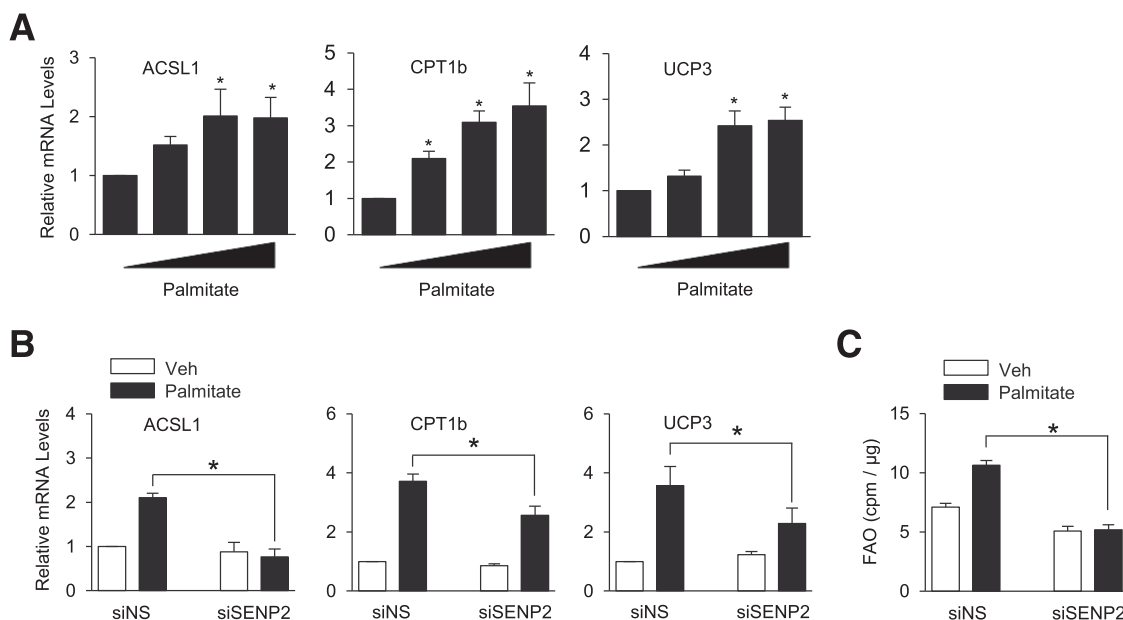 A
ACSL1
CPT1b
UCP3
Relative mRNA Levels
3
2
1
0
* *
5
4
3
2
1
0
* * *
4
3
2
1
0
* *
Palmitate
Palmitate
Palmitate
B
Veh
Palmitate
ACSL1
CPT1b
UCP3
Relative mRNA Levels
4
3
2
1
0
*
siNS siSENP2
6
4
2
0
*
siNS siSENP2
6
4
2
0
*
siNS siSENP2
C
Veh
Palmitate
FAO (cpm / μg)
15
10
5
0
*
siNS siSENP2